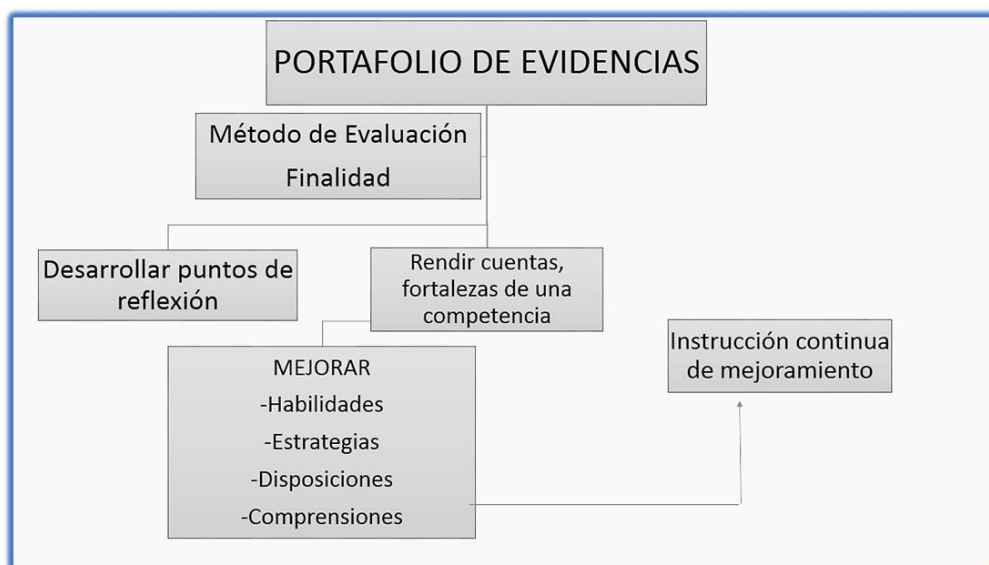 PORTAFOLIO DE EVIDENCIAS
Método de Evaluación
Finalidad
Desarrollar puntos de
reflexión
Rendir cuentas,
fortalezas de una
competencia
Instrucción continua
de mejoramiento
MEJORAR
-Habilidades
-Estrategias
-Disposiciones
-Comprensiones